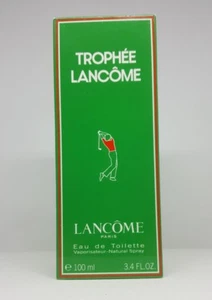 TROPHÉE
LANCÔME
LANCÔME
PARIS
Eau de Toilette
Vaporisateur-Natural Spray
e 100 ml 3.4 FL.OZ.